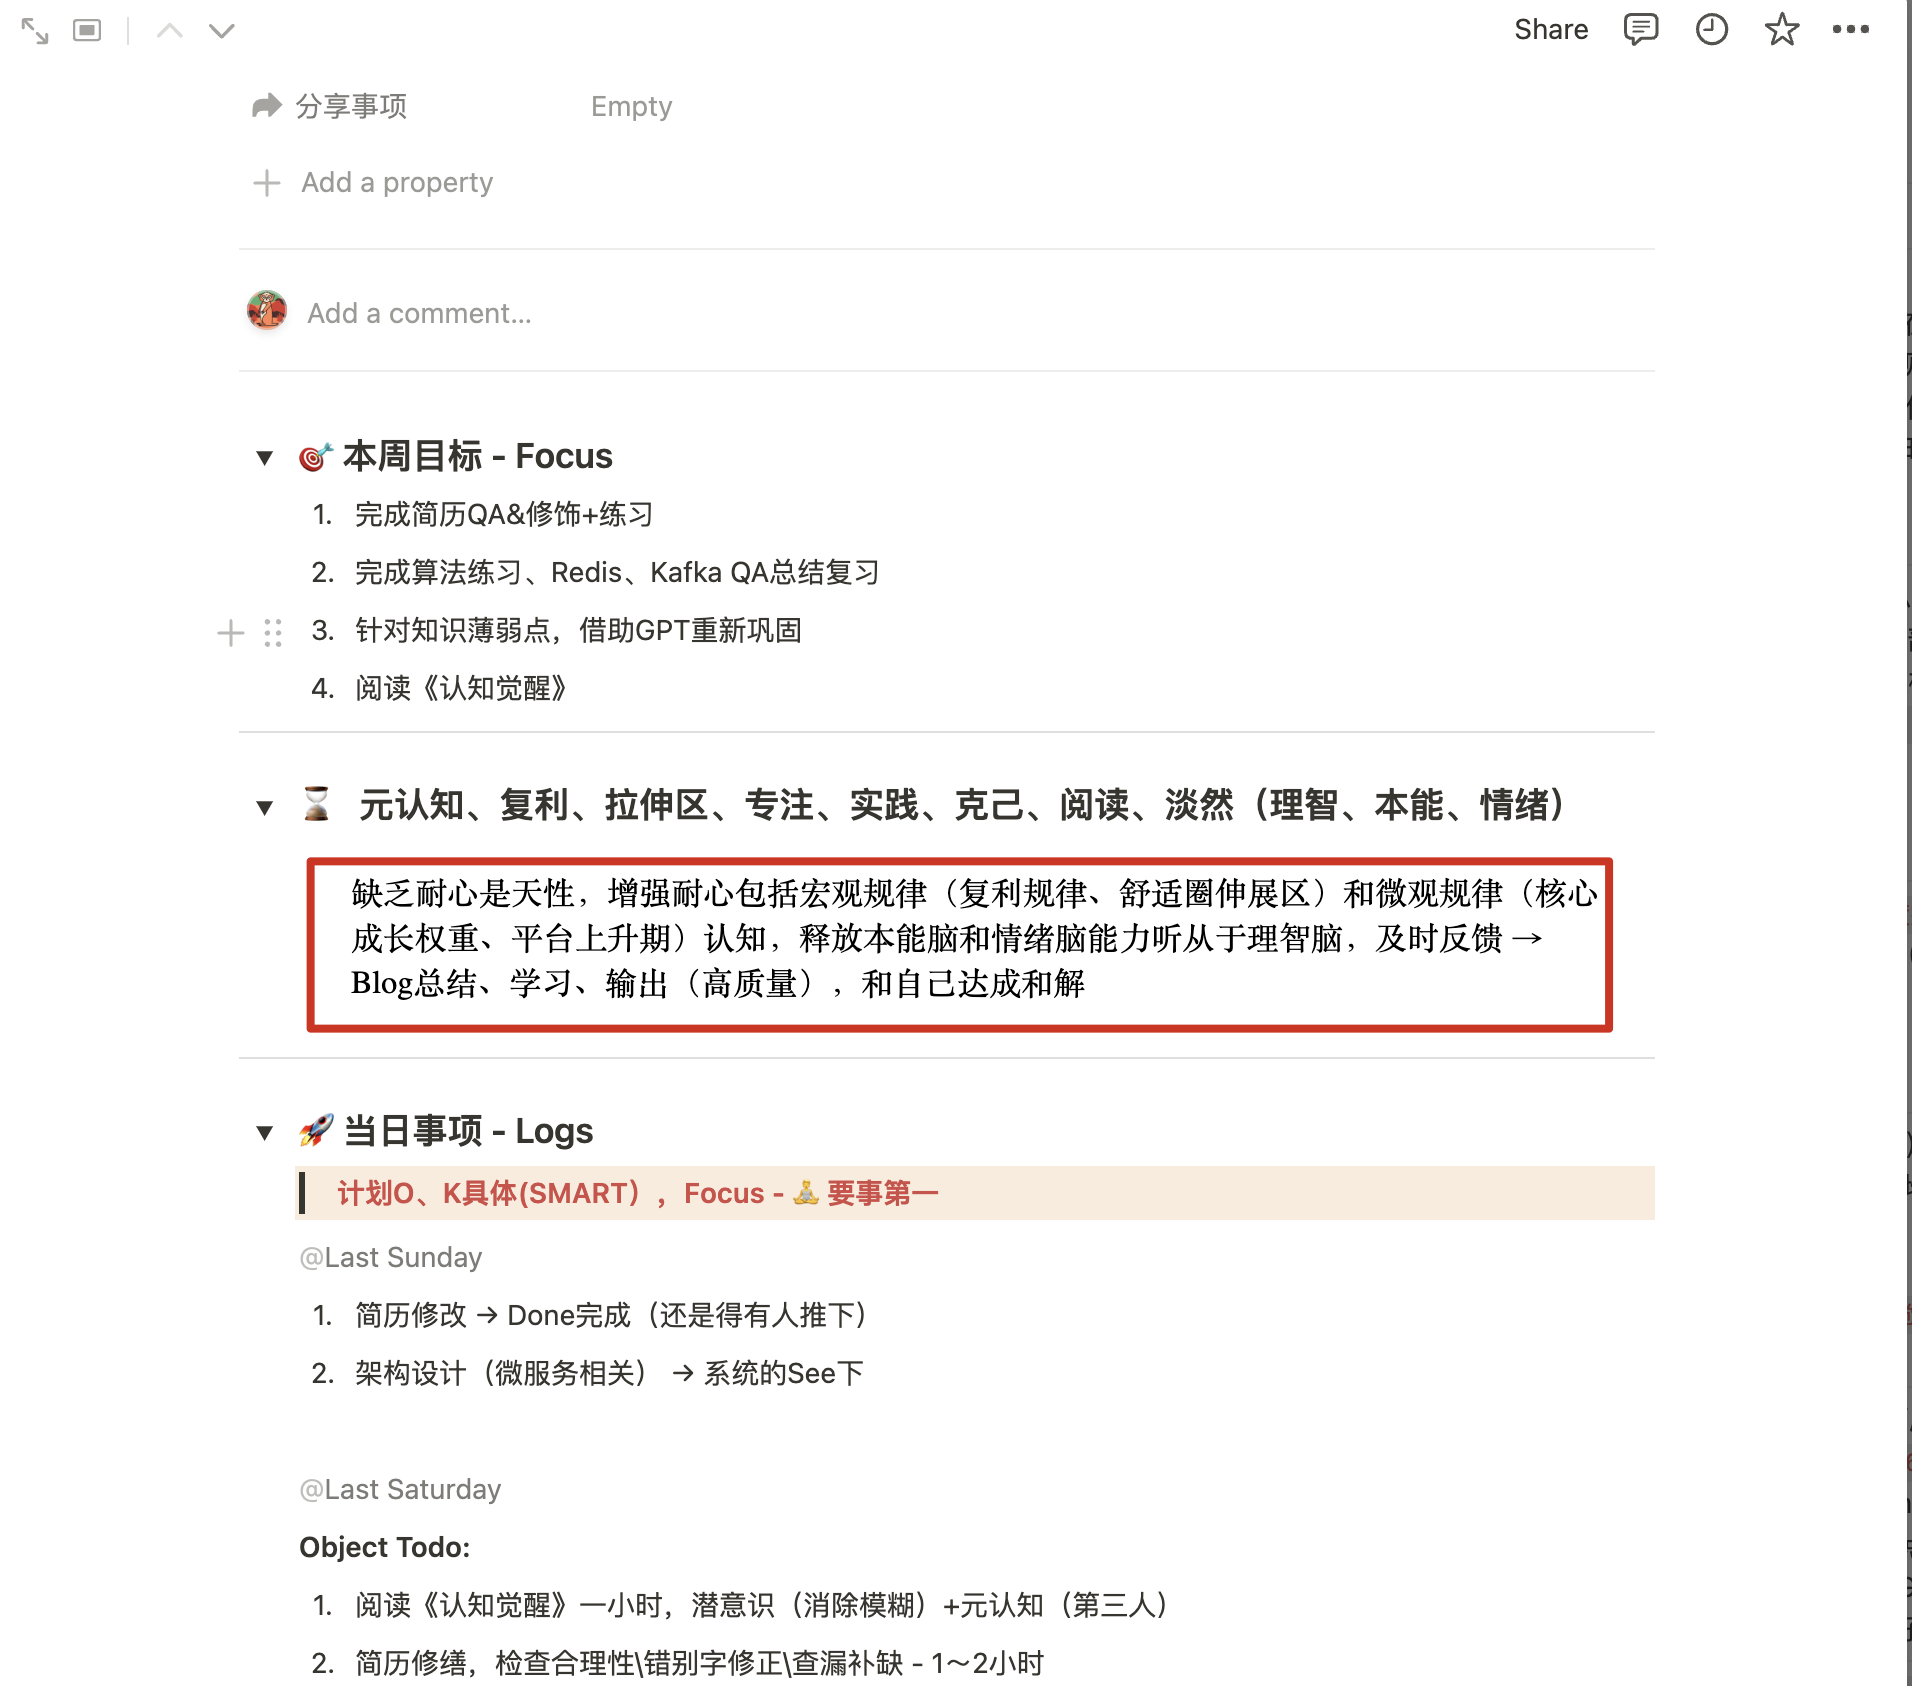 Share
分享事项 Empty
Add a property
Add a comment...
本周目标 - Focus
1. 完成简历QA&修饰+练习
2. 完成算法练习、Redis、Kafka QA总结复习
3. 针对知识薄弱点，借助GPT重新巩固
4. 阅读《认知觉醒》
元认知、复利、拉伸区、专注、实践、克己、阅读、淡然（理智、本能、情绪）
缺乏耐心是天性，增强耐心包括宏观规律（复利规律、舒适圈伸展区）和微观规律（核心
成长权重、平台上升期）认知，释放本能脑和情绪脑能力听从于理智脑，及时反馈 →
Blog总结、学习、输出（高质量），和自己达成和解
当日事项 - Logs
计划O、K具体(SMART），Focus - 🧘 要事第一
@Last Sunday
1. 简历修改 → Done完成（还是得有人推下）
2. 架构设计（微服务相关） → 系统的See下
@Last Saturday
Object Todo:
1. 阅读《认知觉醒》一小时，潜意识（消除模糊）+元认知（第三人）
2. 简历修缮，检查合理性\错别字修正\查漏补缺 - 1～2小时